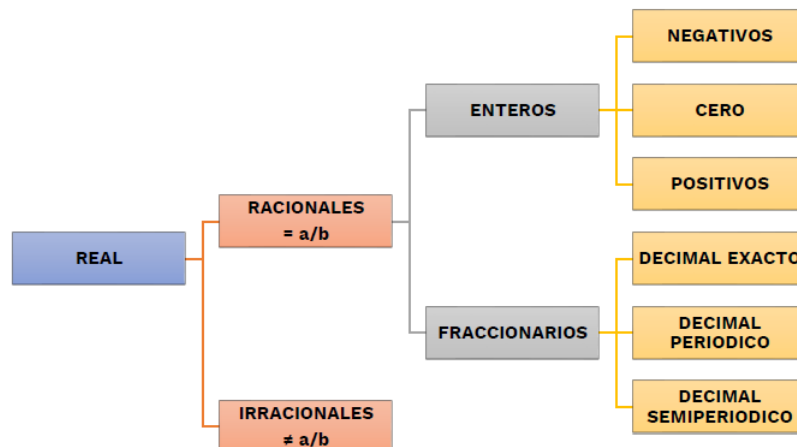 NEGATIVOS
ENTEROS
CERO
POSITIVOS
RACIONALES
= a/b
REAL
DECIMAL EXACTO
FRACCIONARIOS
DECIMAL
PERIODICO
DECIMAL
SEMIPERIODICO
IRRACIONALES
≠ a/b